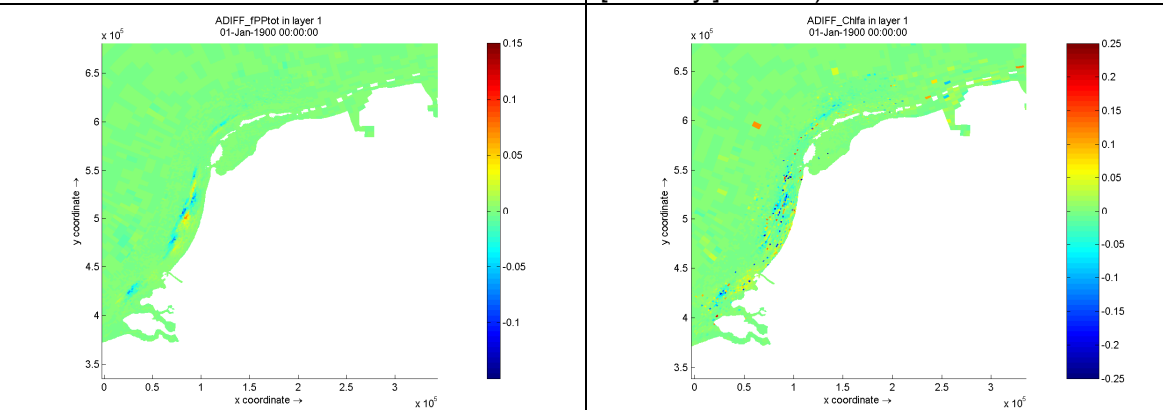 ADIFF_fPPtot in layer 1
01-Jan-1900 00:00:00
x 10^5
6.5
6
5.5
5
4.5
4
3.5
y coordinate →
0 0.5 1 1.5 2 2.5 3
x coordinate →
x 10^5
0.15
0.1
0.05
0
-0.05
-0.1
ADIFF_Chlfa in layer 1
01-Jan-1900 00:00:00
x 10^5
6.5
6
5.5
5
4.5
4
3.5
y coordinate →
0 0.5 1 1.5 2 2.5 3
x coordinate →
x 10^5
0.25
0.2
0.15
0.1
0.05
0
-0.05
-0.1
-0.15
-0.2
-0.25